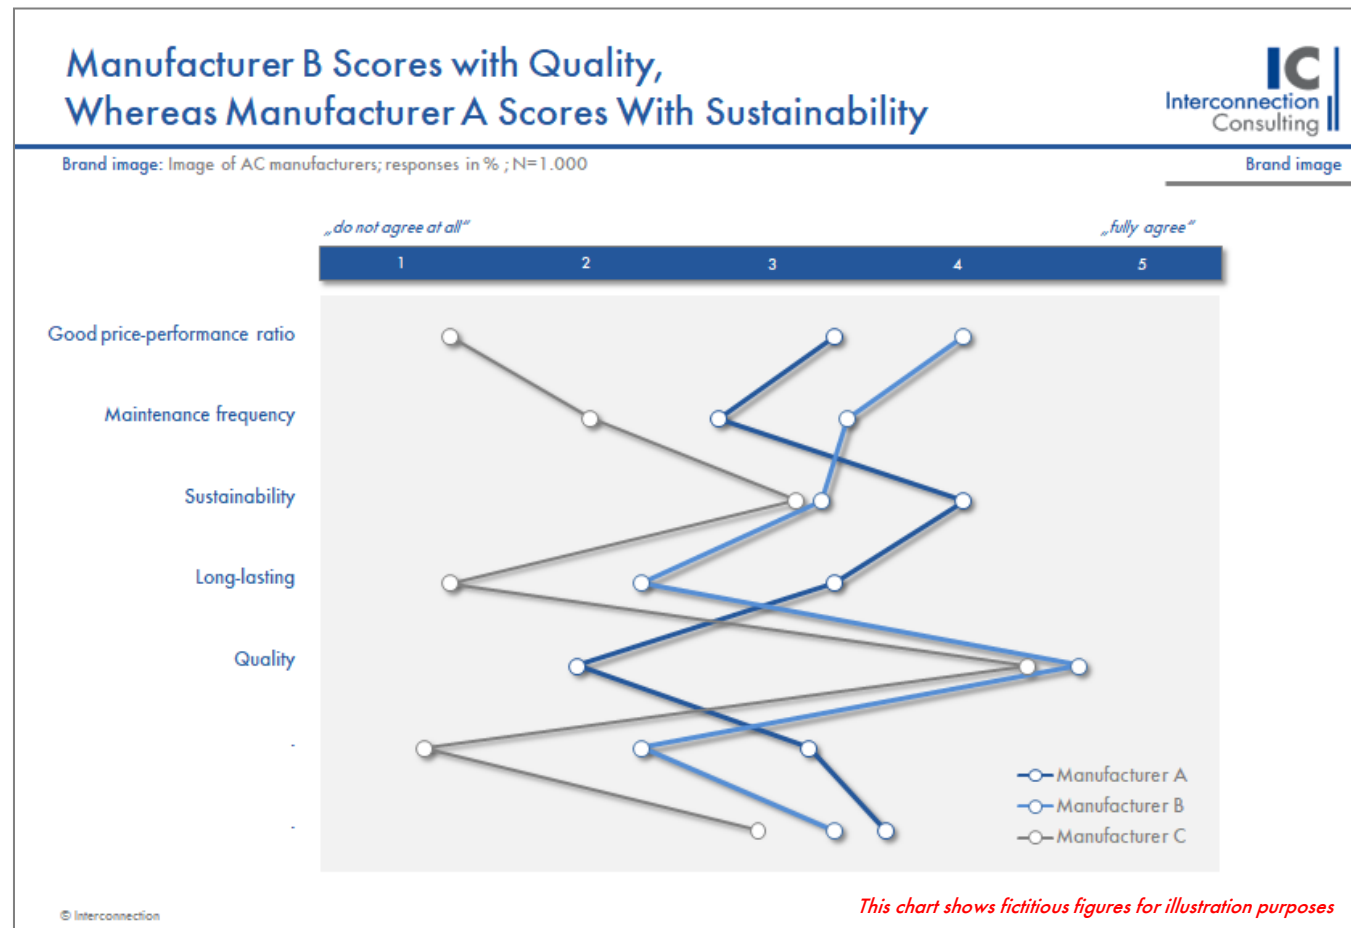 Manufacturer B Scores with Quality,
Whereas Manufacturer A Scores With Sustainability
IC
Interconnection
Consulting
Brand image: Image of AC manufacturers; responses in % ; N=1.000
Brand image
„do not agree at all“
„fully agree“
1 2 3 4 5
Good price-performance ratio
Maintenance frequency
Sustainability
Long-lasting
Quality
.
.
Manufacturer A
Manufacturer B
Manufacturer C
© Interconnection
This chart shows fictitious figures for illustration purposes